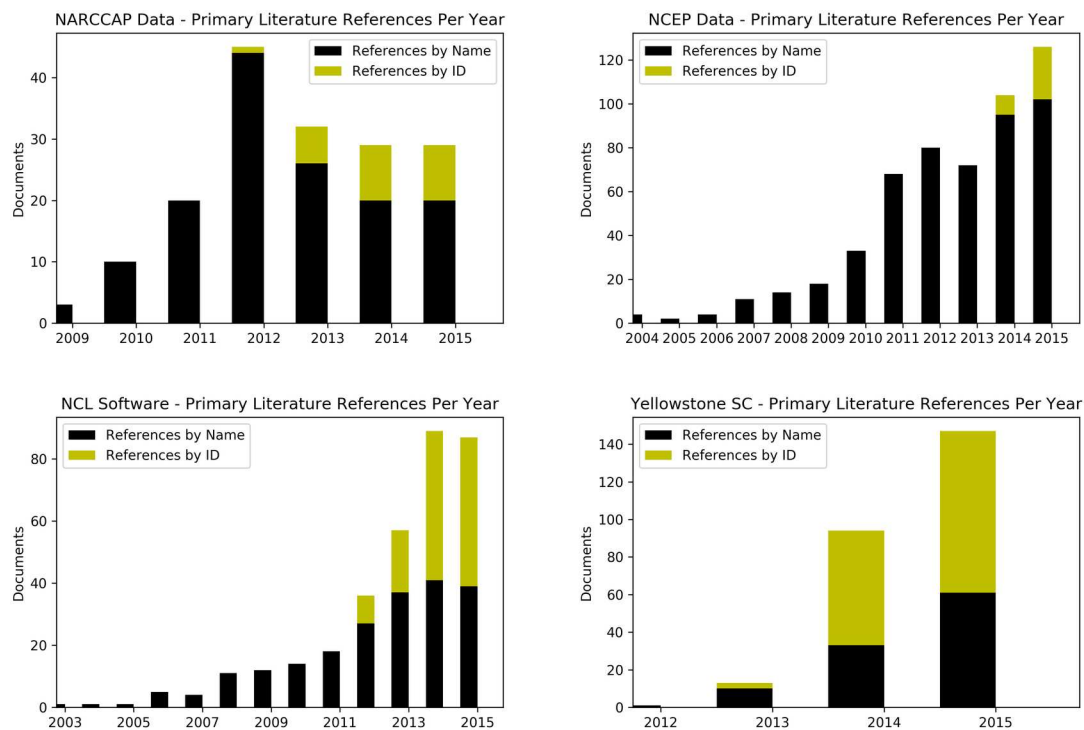 NARCCAP Data - Primary Literature References Per Year
References by Name
References by ID
Documents
40
30
20
10
0
2009 2010 2011 2012 2013 2014 2015
NCEP Data - Primary Literature References Per Year
References by Name
References by ID
Documents
120
100
80
60
40
20
0
2004 2005 2006 2007 2008 2009 2010 2011 2012 2013 2014 2015
NCL Software - Primary Literature References Per Year
References by Name
References by ID
Documents
80
60
40
20
0
2003 2005 2007 2009 2011 2013 2015
Yellowstone SC - Primary Literature References Per Year
References by Name
References by ID
Documents
140
120
100
80
60
40
20
0
2012 2013 2014 2015